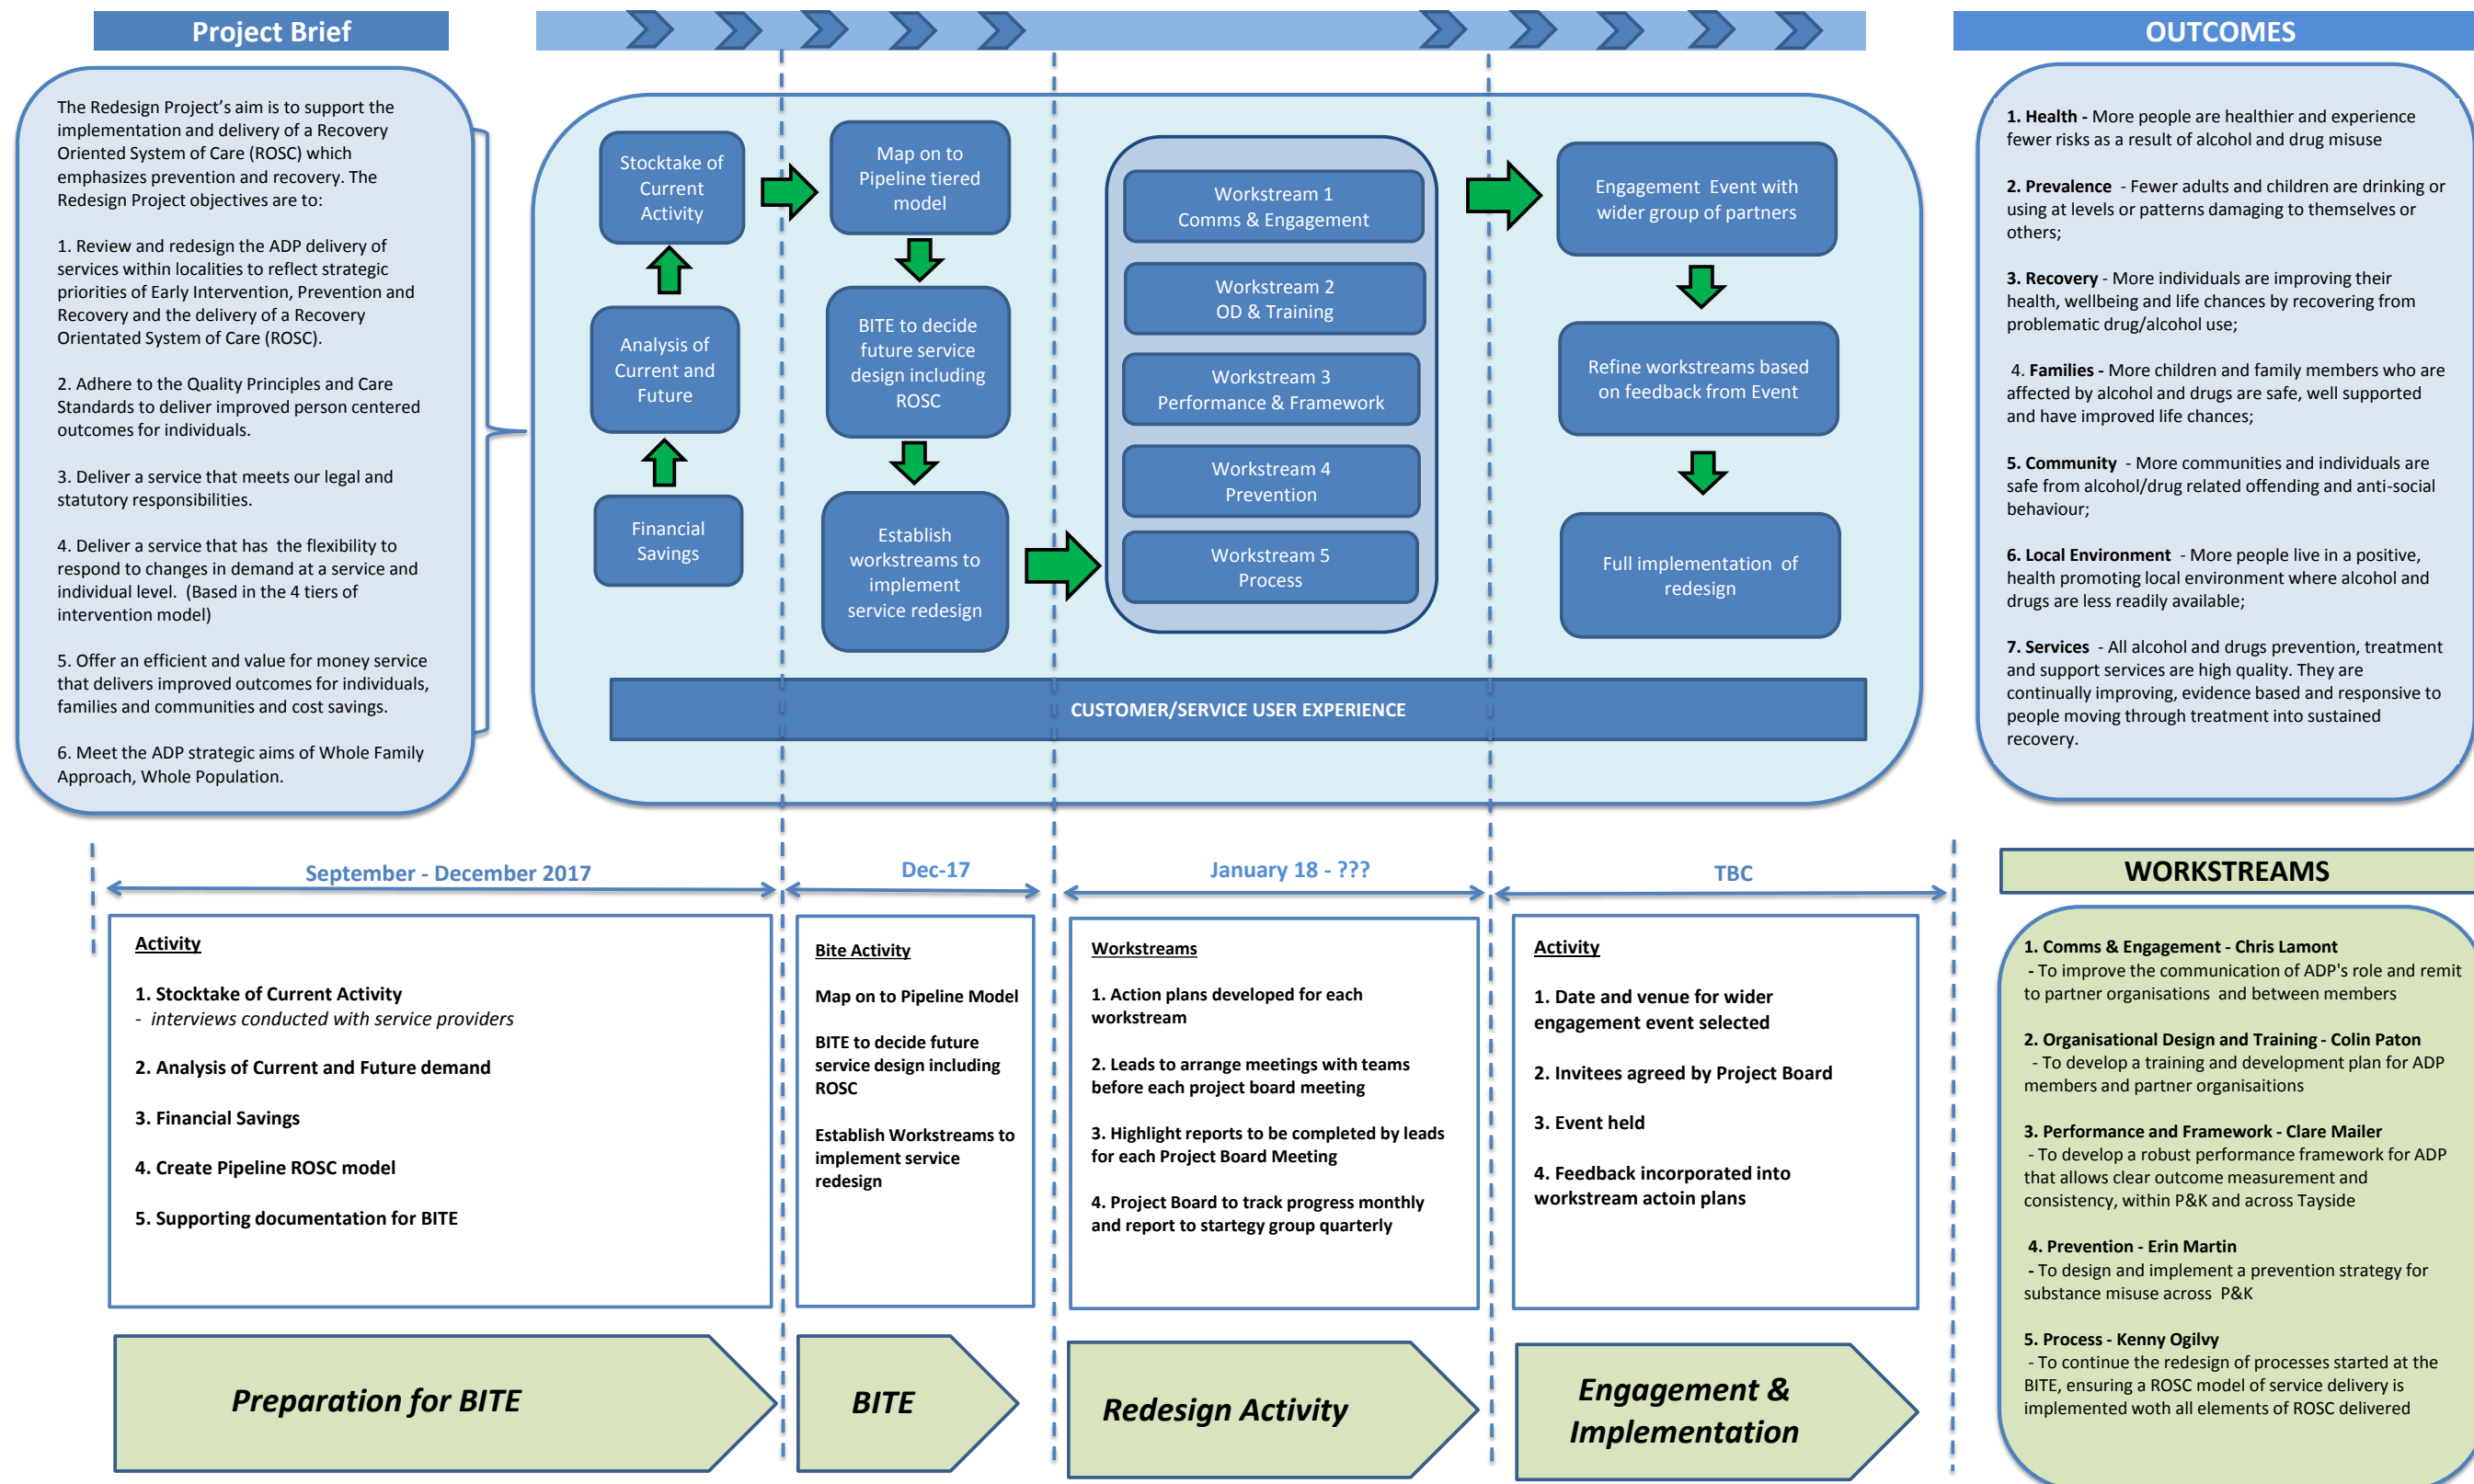 Project Brief
The Redesign Project's aim is to support the
implementation and delivery of a Recovery
Oriented System of Care (ROSC) which
emphasizes prevention and recovery. The
Redesign Project objectives are to:
1. Review and redesign the ADP delivery of
services within localities to reflect strategic
priorities of Early Intervention, Prevention and
Recovery and the delivery of a Recovery
Orientated System of Care (ROSC).
2. Adhere to the Quality Principles and Care
Standards to deliver improved person centered
outcomes for individuals.
3. Deliver a service that meets our legal and
statutory responsibilities.
4. Deliver a service that has the flexibility to
respond to changes in demand at a service and
individual level. (Based in the 4 tiers of
intervention model)
5. Offer an efficient and value for money service
that delivers improved outcomes for individuals,
families and communities and cost savings.
6. Meet the ADP strategic aims of Whole Family
Approach, Whole Population.
Stocktake of
Current
Activity
Analysis of
Current and
Future
Financial
Savings
Map on to
Pipeline tiered
model
BITE to decide
future service
design including
ROSC
Establish
workstreams to
implement
service redesign
Workstream 1
Comms & Engagement
Workstream 2
OD & Training
Workstream 3
Performance & Framework
Workstream 4
Prevention
Workstream 5
Process
Engagement Event with
wider group of partners
Refine workstreams based
on feedback from Event
Full implementation of
redesign
CUSTOMER/SERVICE USER EXPERIENCE
OUTCOMES
1. Health - More people are healthier and experience
fewer risks as a result of alcohol and drug misuse
2. Prevalence - Fewer adults and children are drinking or
using at levels or patterns damaging to themselves or
others;
3. Recovery - More individuals are improving their
health, wellbeing and life chances by recovering from
problematic drug/alcohol use;
4. Families - More children and family members who are
affected by alcohol and drugs are safe, well supported
and have improved life chances;
5. Community - More communities and individuals are
safe from alcohol/drug related offending and anti-social
behaviour;
6. Local Environment - More people live in a positive,
health promoting local environment where alcohol and
drugs are less readily available;
7. Services - All alcohol and drugs prevention, treatment
and support services are high quality. They are
continually improving, evidence based and responsive to
people moving through treatment into sustained
recovery.
September - December 2017
Activity
1. Stocktake of Current Activity
- interviews conducted with service providers
2. Analysis of Current and Future demand
3. Financial Savings
4. Create Pipeline ROSC model
5. Supporting documentation for BITE
Preparation for BITE
Dec-17
Bite Activity
Map on to Pipeline Model
BITE to decide future
service design including
ROSC
Establish Workstreams to
implement service
redesign
BITE
January 18 - ???
Workstreams
1. Action plans developed for each
workstream
2. Leads to arrange meetings with teams
before each project board meeting
3. Highlight reports to be completed by leads
for each Project Board Meeting
4. Project Board to track progress monthly
and report to startegy group quarterly
Redesign Activity
TBC
Activity
1. Date and venue for wider
engagement event selected
2. Invitees agreed by Project Board
3. Event held
4. Feedback incorporated into
workstream actoin plans
Engagement &
Implementation
WORKSTREAMS
1. Comms & Engagement - Chris Lamont
- To improve the communication of ADP's role and remit
to partner organisations and between members
2. Organisational Design and Training - Colin Paton
- To develop a training and development plan for ADP
members and partner organisaitions
3. Performance and Framework - Clare Mailer
- To develop a robust performance framework for ADP
that allows clear outcome measurement and
consistency, within P&K and across Tayside
4. Prevention - Erin Martin
- To design and implement a prevention strategy for
substance misuse across P&K
5. Process - Kenny Ogilvy
- To continue the redesign of processes started at the
BITE, ensuring a ROSC model of service delivery is
implemented woth all elements of ROSC delivered